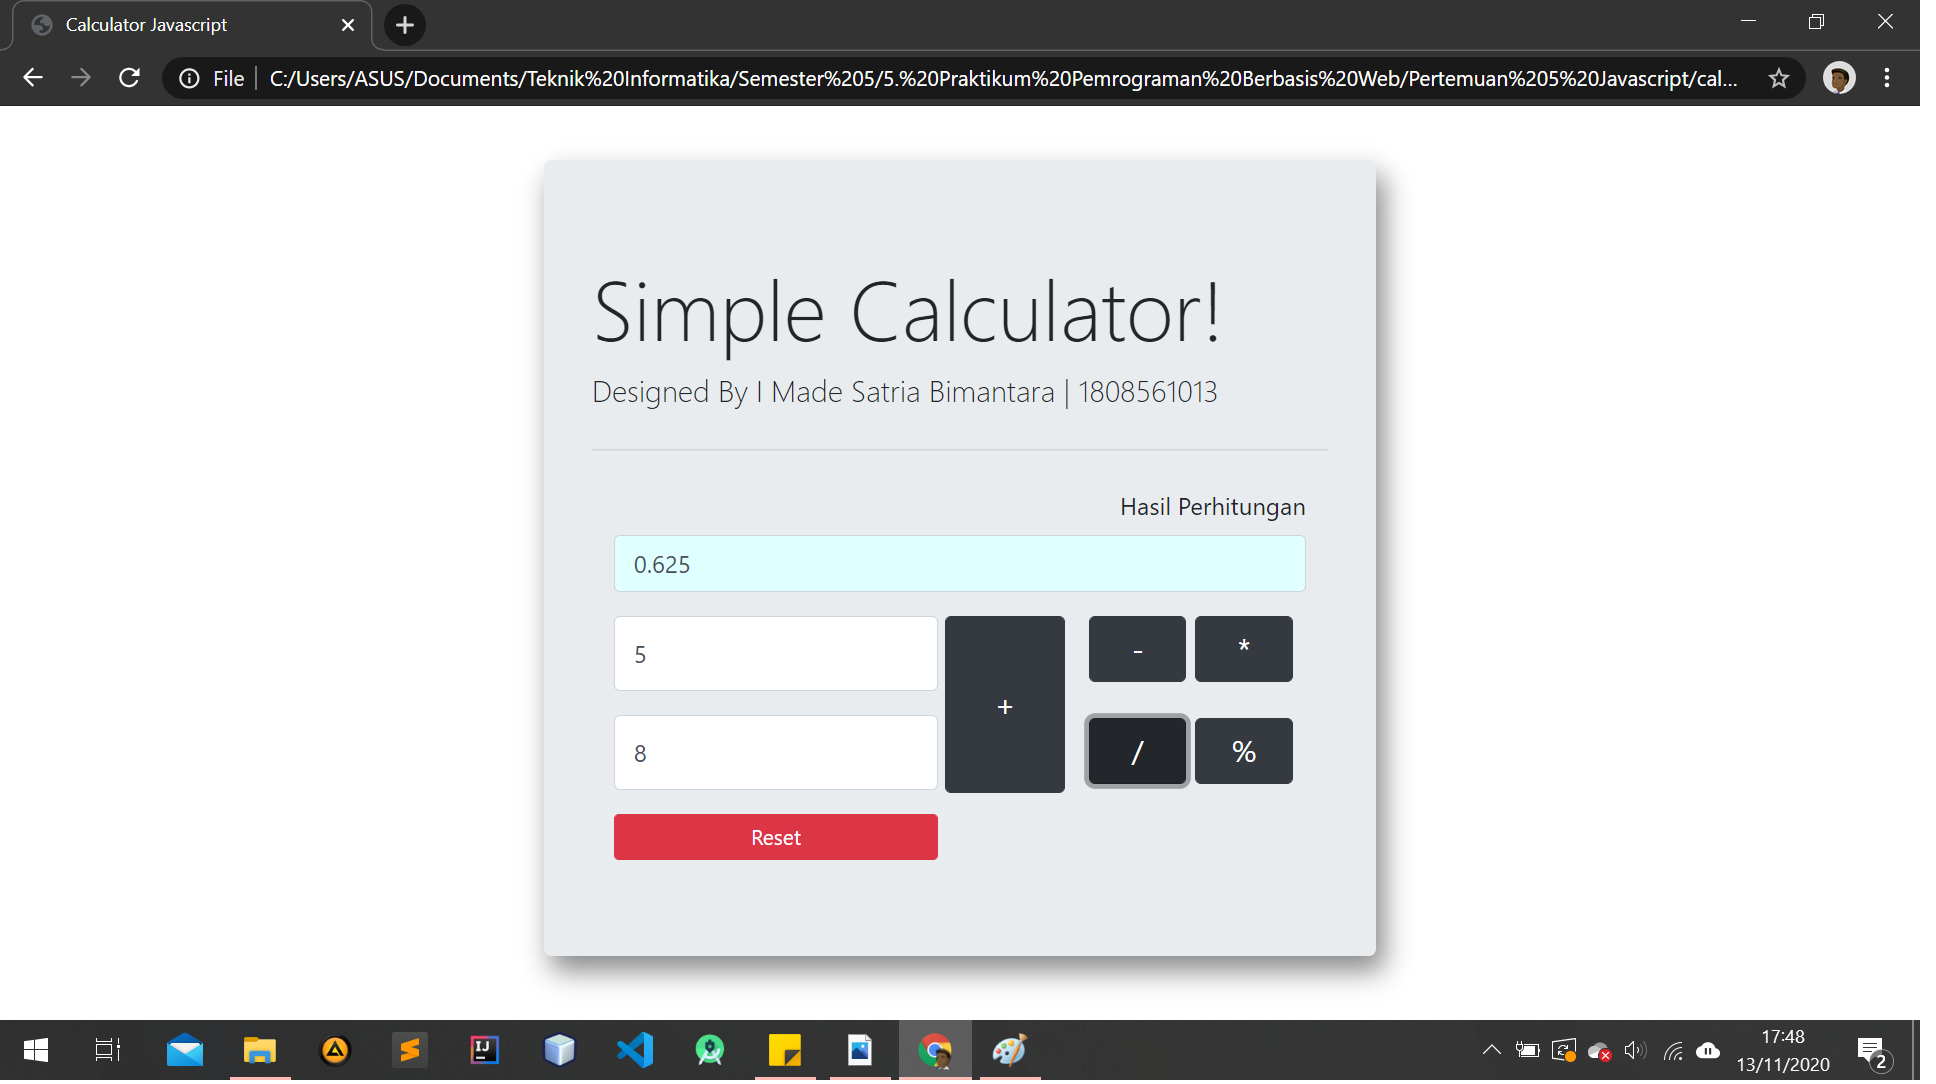 Calculator Javascript
File
C:/Users/ASUS/Documents/Teknik%20Informatika/Semester%205/5.%20Praktikum%20Pemrograman%20Berbasis%20Web/Pertemuan%205%20Javascript/cal...
Simple Calculator!
Designed By I Made Satria Bimantara | 1808561013
Hasil Perhitungan
0.625
5
+
-
*
8
/
%
Reset
IJ
17:48
13/11/2020
2